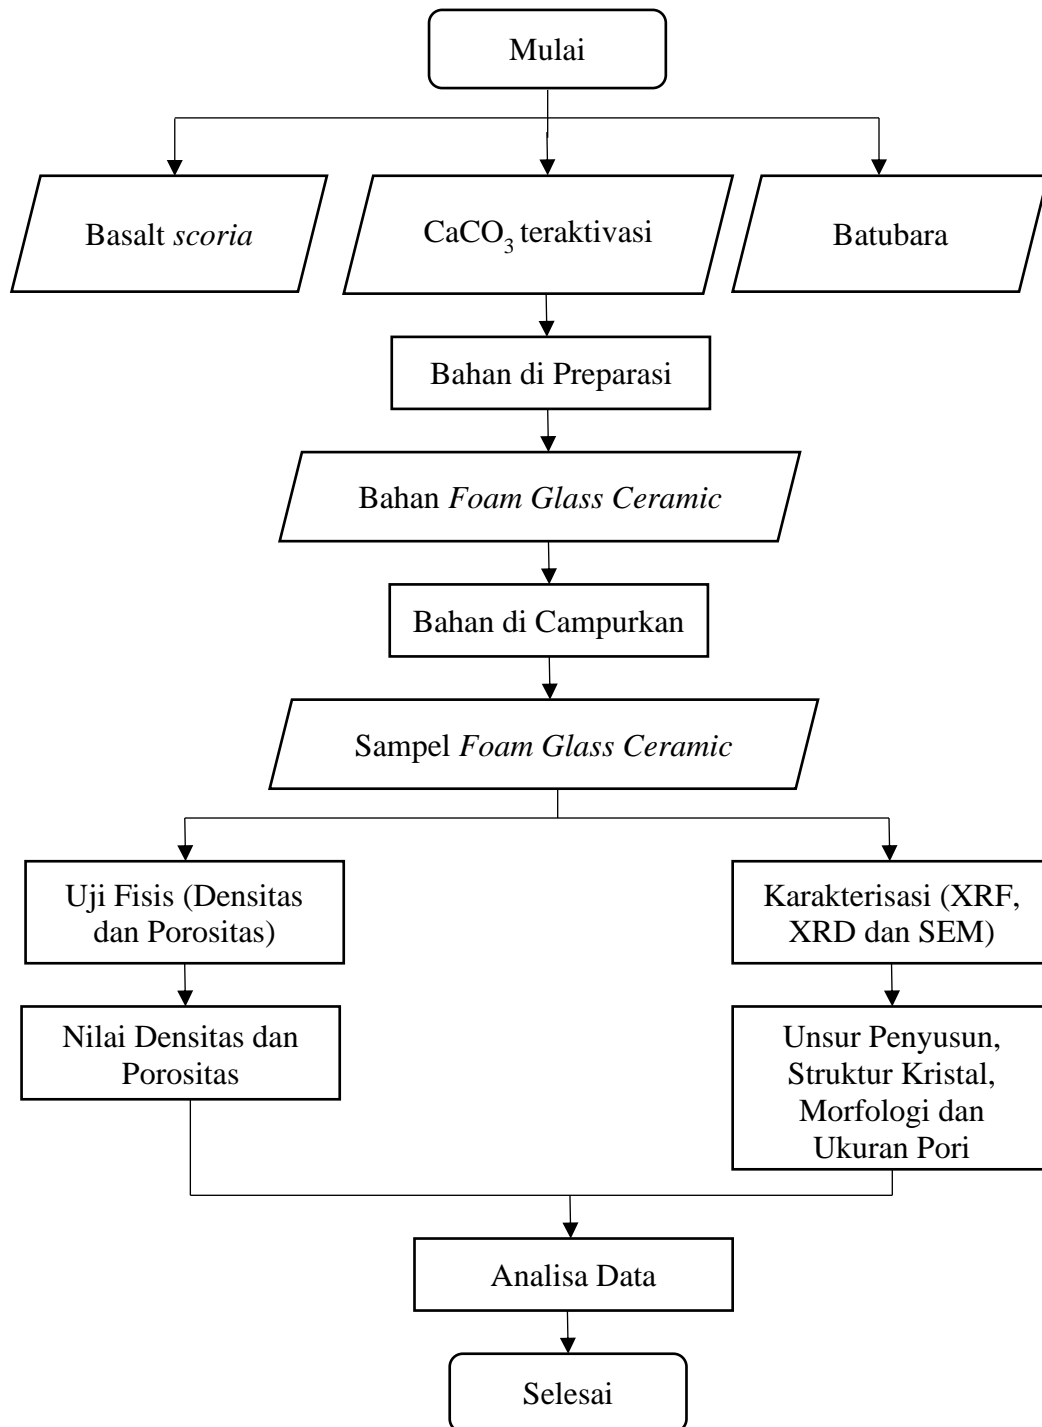 Mulai
Basalt scoria
CaCO₃ teraktivasi
Batubara
Bahan di Preparasi
Bahan Foam Glass Ceramic
Bahan di Campurkan
Sampel Foam Glass Ceramic
Uji Fisis (Densitas
dan Porositas)
Karakterisasi (XRF,
XRD dan SEM)
Nilai Densitas dan
Porositas
Unsur Penyusun,
Struktur Kristal,
Morfologi dan
Ukuran Pori
Analisa Data
Selesai